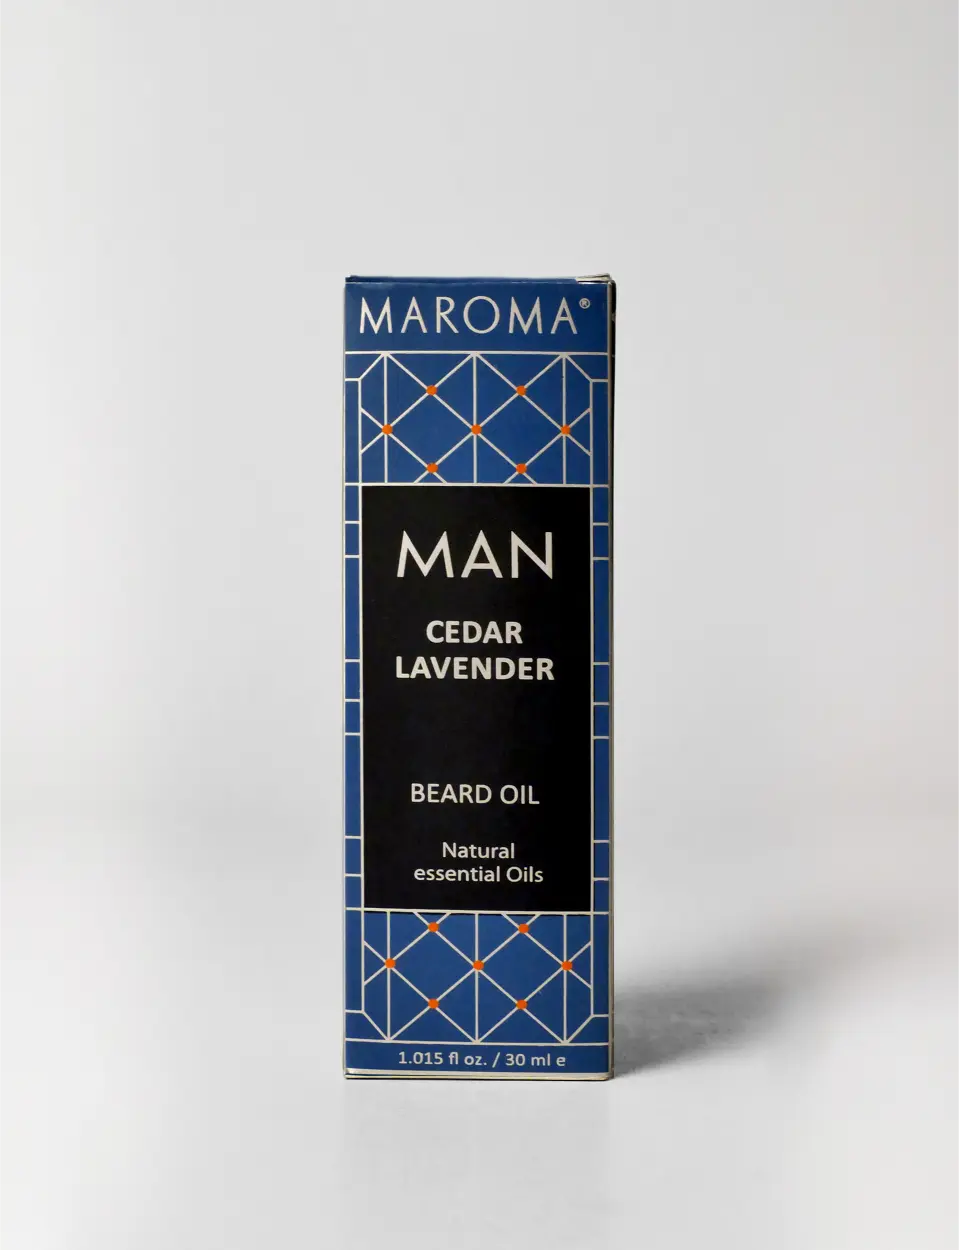 MAROMA®
MAN
CEDAR
LAVENDER
BEARD OIL
Natural
essential Oils
1.015 fl oz. / 30 ml e